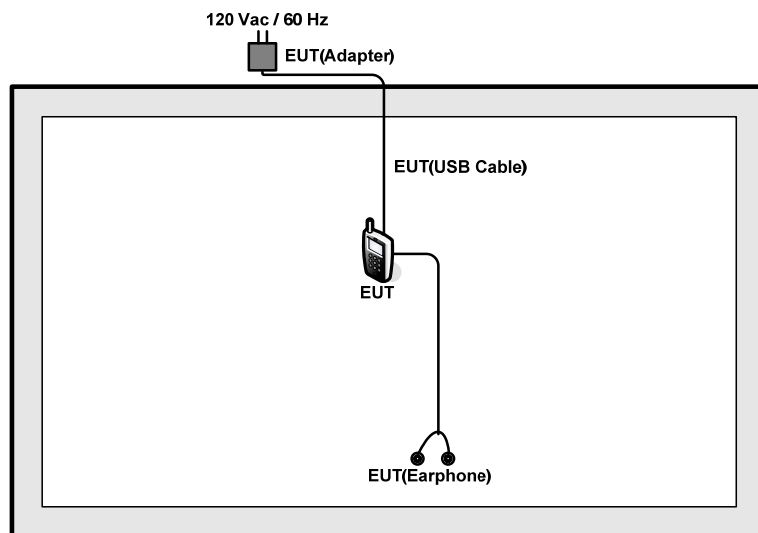 120 Vac / 60 Hz
EUT(Adapter)
EUT(USB Cable)
EUT
EUT(Earphone)